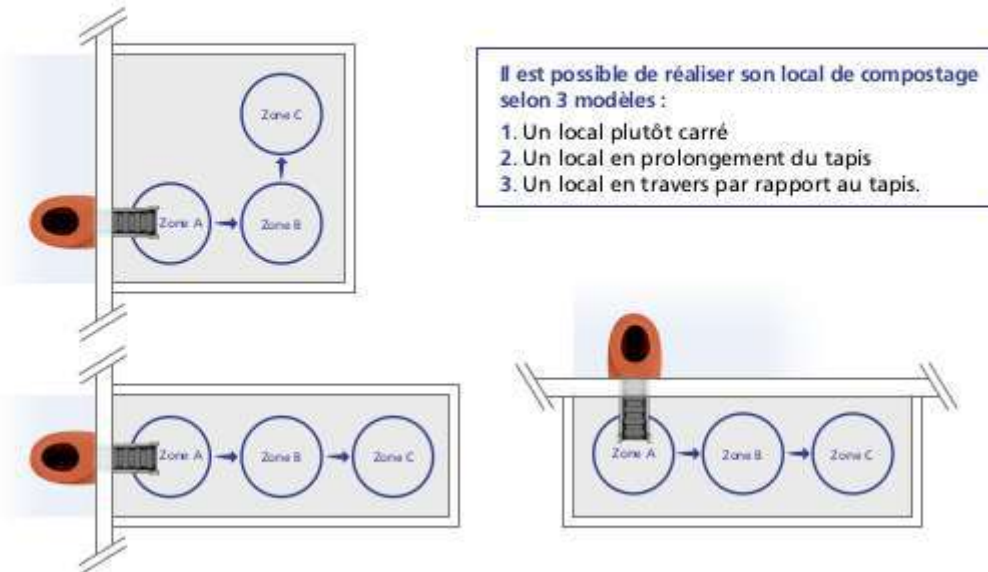 Il est possible de réaliser son local de compostage
selon 3 modèles :
1. Un local plutôt carré
2. Un local en prolongement du tapis
3. Un local en travers par rapport au tapis.
Zone C
Zone A
Zone B
Zone A
Zone B
Zone C
Zone A
Zone B
Zone C